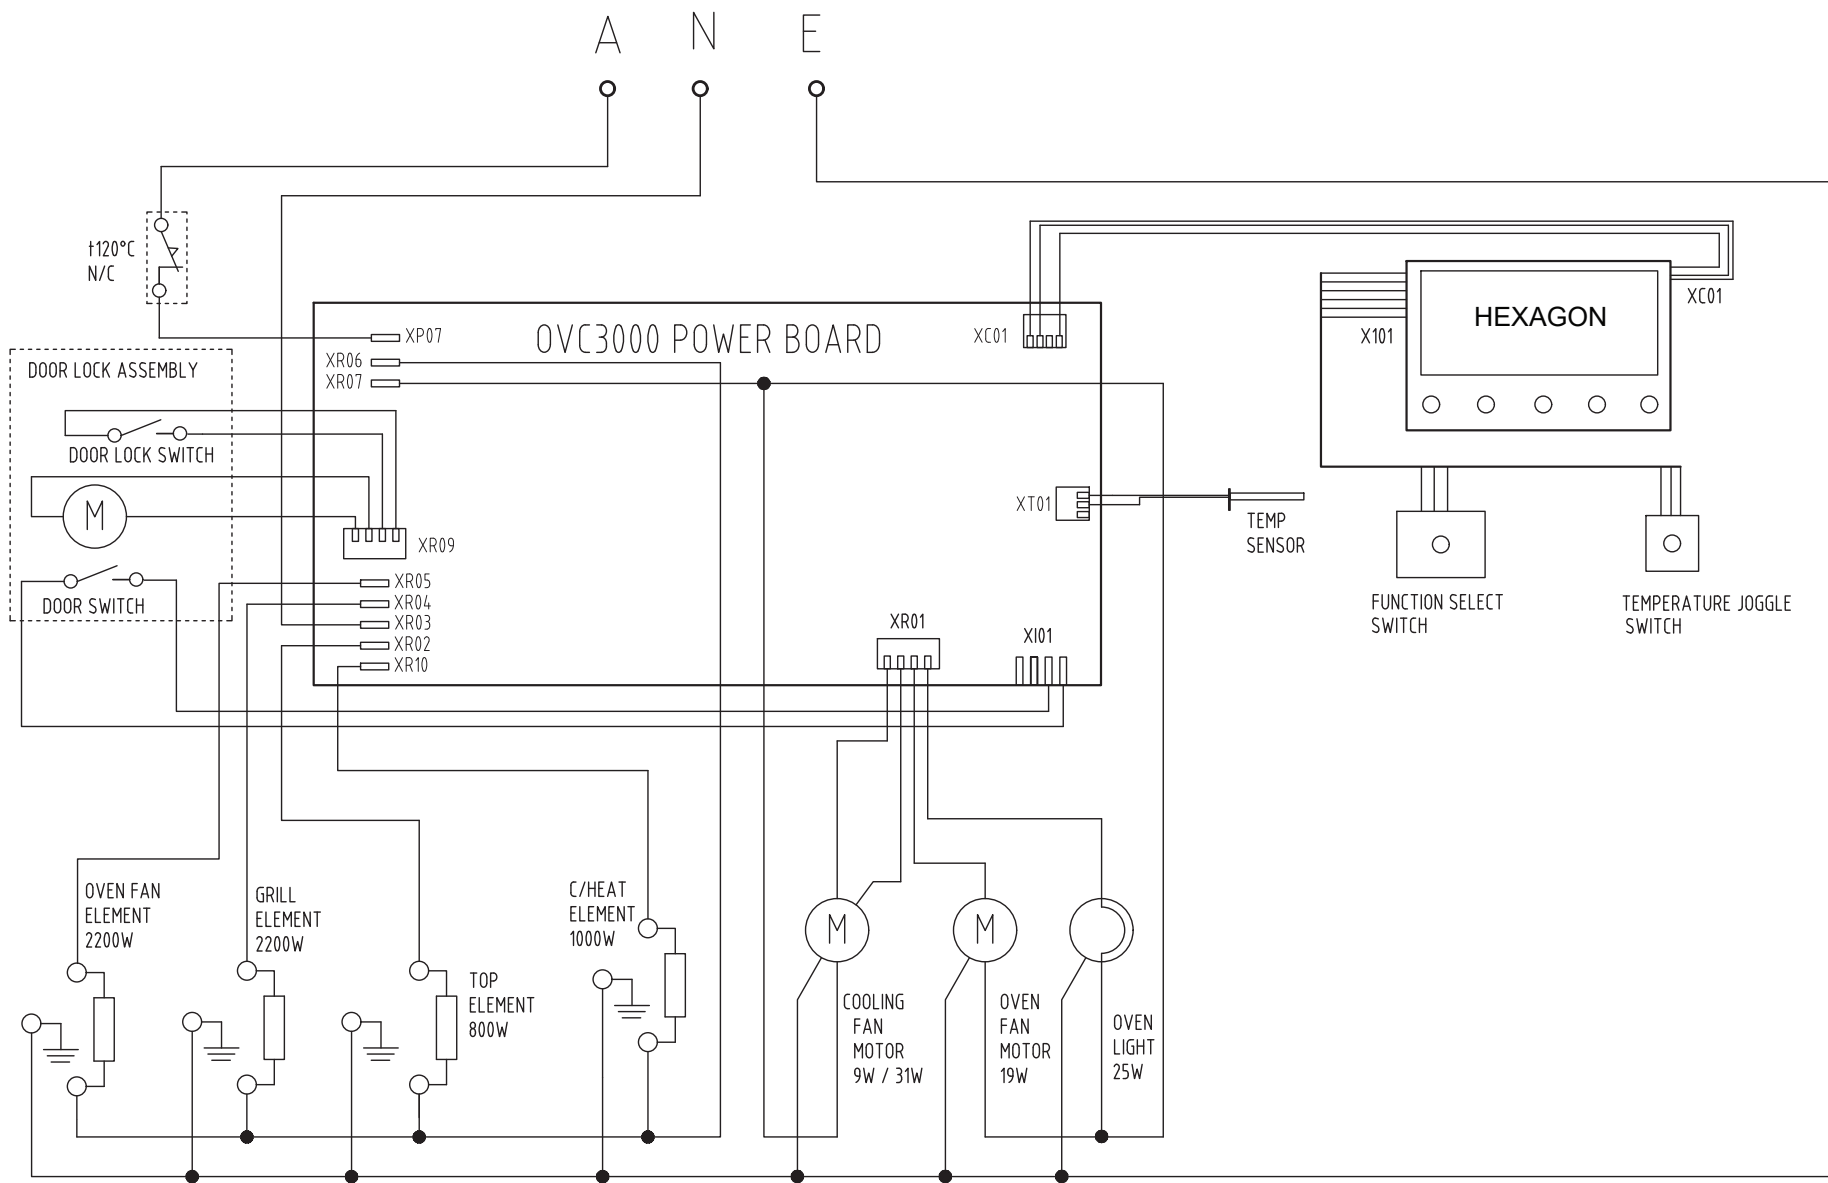 A N E
t120°C
N/C
OVC3000 POWER BOARD
XP07
XR06
XR07
XC01
HEXAGON
XC01
X101
DOOR LOCK ASSEMBLY
DOOR LOCK SWITCH
M
DOOR SWITCH
XR09
XR05
XR04
XR03
XR02
XR10
XT01
TEMP
SENSOR
XR01
XI01
FUNCTION SELECT
SWITCH
TEMPERATURE JOGGLE
SWITCH
OVEN FAN
ELEMENT
2200W
GRILL
ELEMENT
2200W
TOP
ELEMENT
800W
C/HEAT
ELEMENT
1000W
M
COOLING
FAN
MOTOR
9W / 31W
M
OVEN
FAN
MOTOR
19W
OVEN
LIGHT
25W